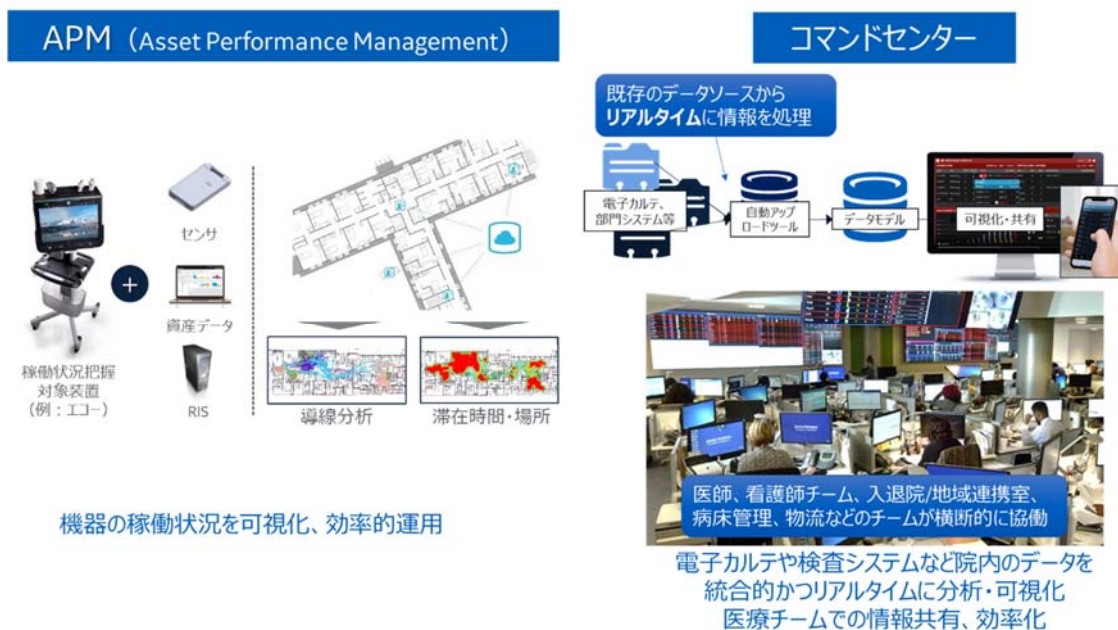 APM（Asset Performance Management）
センサ
資産データ
RIS
稼働状況把握
対象装置
（例：エコー）
導線分析
滞在時間・場所
機器の稼働状況を可視化、効率的運用
コマンドセンター
既存のデータソースから
リアルタイムに情報を処理
電子カルテ、
部門システム等
自動アップ
ロードツール
データモデル
可視化・共有
医師、看護師チーム、入退院/地域連携室、
病床管理、物流などのチームが横断的に協働
電子カルテや検査システムなど院内のデータを
統合的かつリアルタイムに分析・可視化
医療チームでの情報共有、効率化